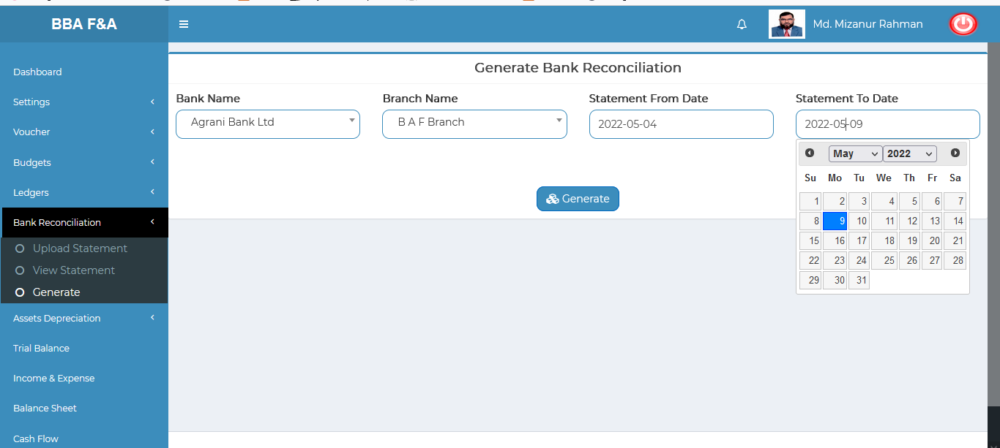 BBA F&A
Md. Mizanur Rahman
Dashboard
Settings
Voucher
Budgets
Ledgers
Bank Reconciliation
Upload Statement
View Statement
Generate
Assets Depreciation
Trial Balance
Income & Expense
Balance Sheet
Cash Flow
Generate Bank Reconciliation
Bank Name Branch Name Statement From Date Statement To Date
Agrani Bank Ltd B A F Branch 2022-05-04 2022-05-09
Generate
May 2022
Su Mo Tu We Th Fr Sa
1 2 3 4 5 6 7
8 9 10 11 12 13 14
15 16 17 18 19 20 21
22 23 24 25 26 27 28
29 30 31